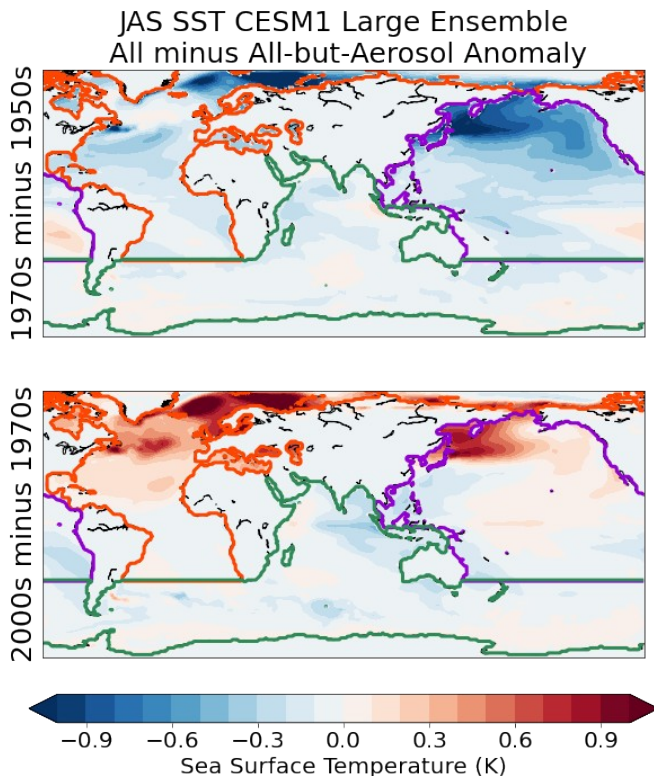 JAS SST CESM1 Large Ensemble
All minus All-but-Aerosol Anomaly
1970s minus 1950s
2000s minus 1970s
−0.9 −0.6 −0.3 0.0 0.3 0.6 0.9
Sea Surface Temperature (K)